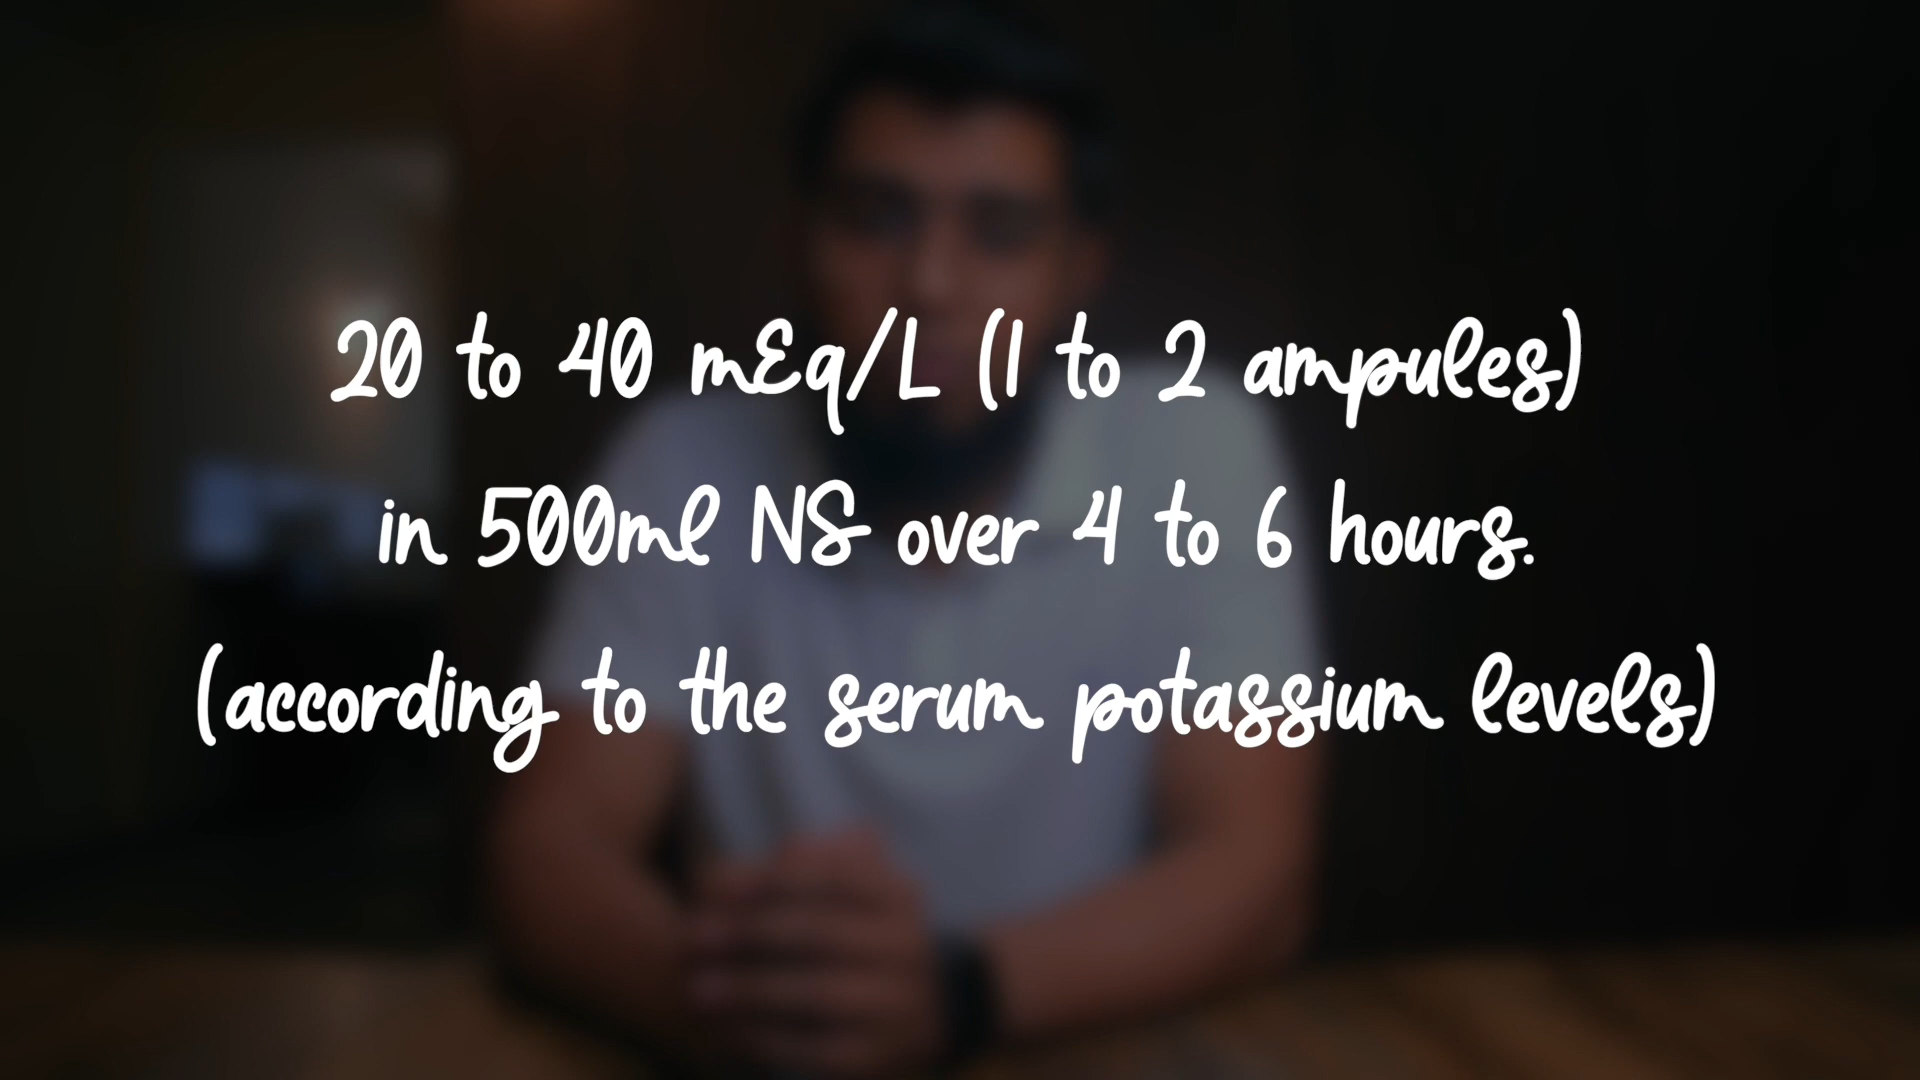 20 to 40 mEq/L (1 to 2 ampules)
in 500ml NS over 4 to 6 hours.
(according to the serum potassium levels)